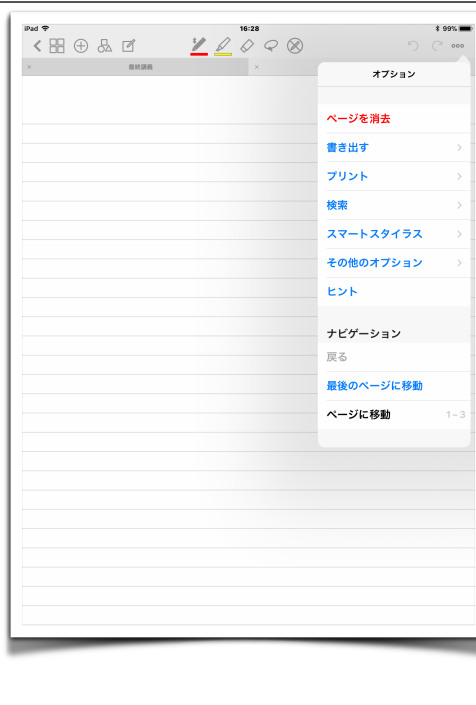 iPad 16:28 99%
最終講義
オプション
ページを消去
書き出す
プリント
検索
スマートスタイラス
その他のオプション
ヒント
ナビゲーション
戻る
最後のページに移動
ページに移動 1~3